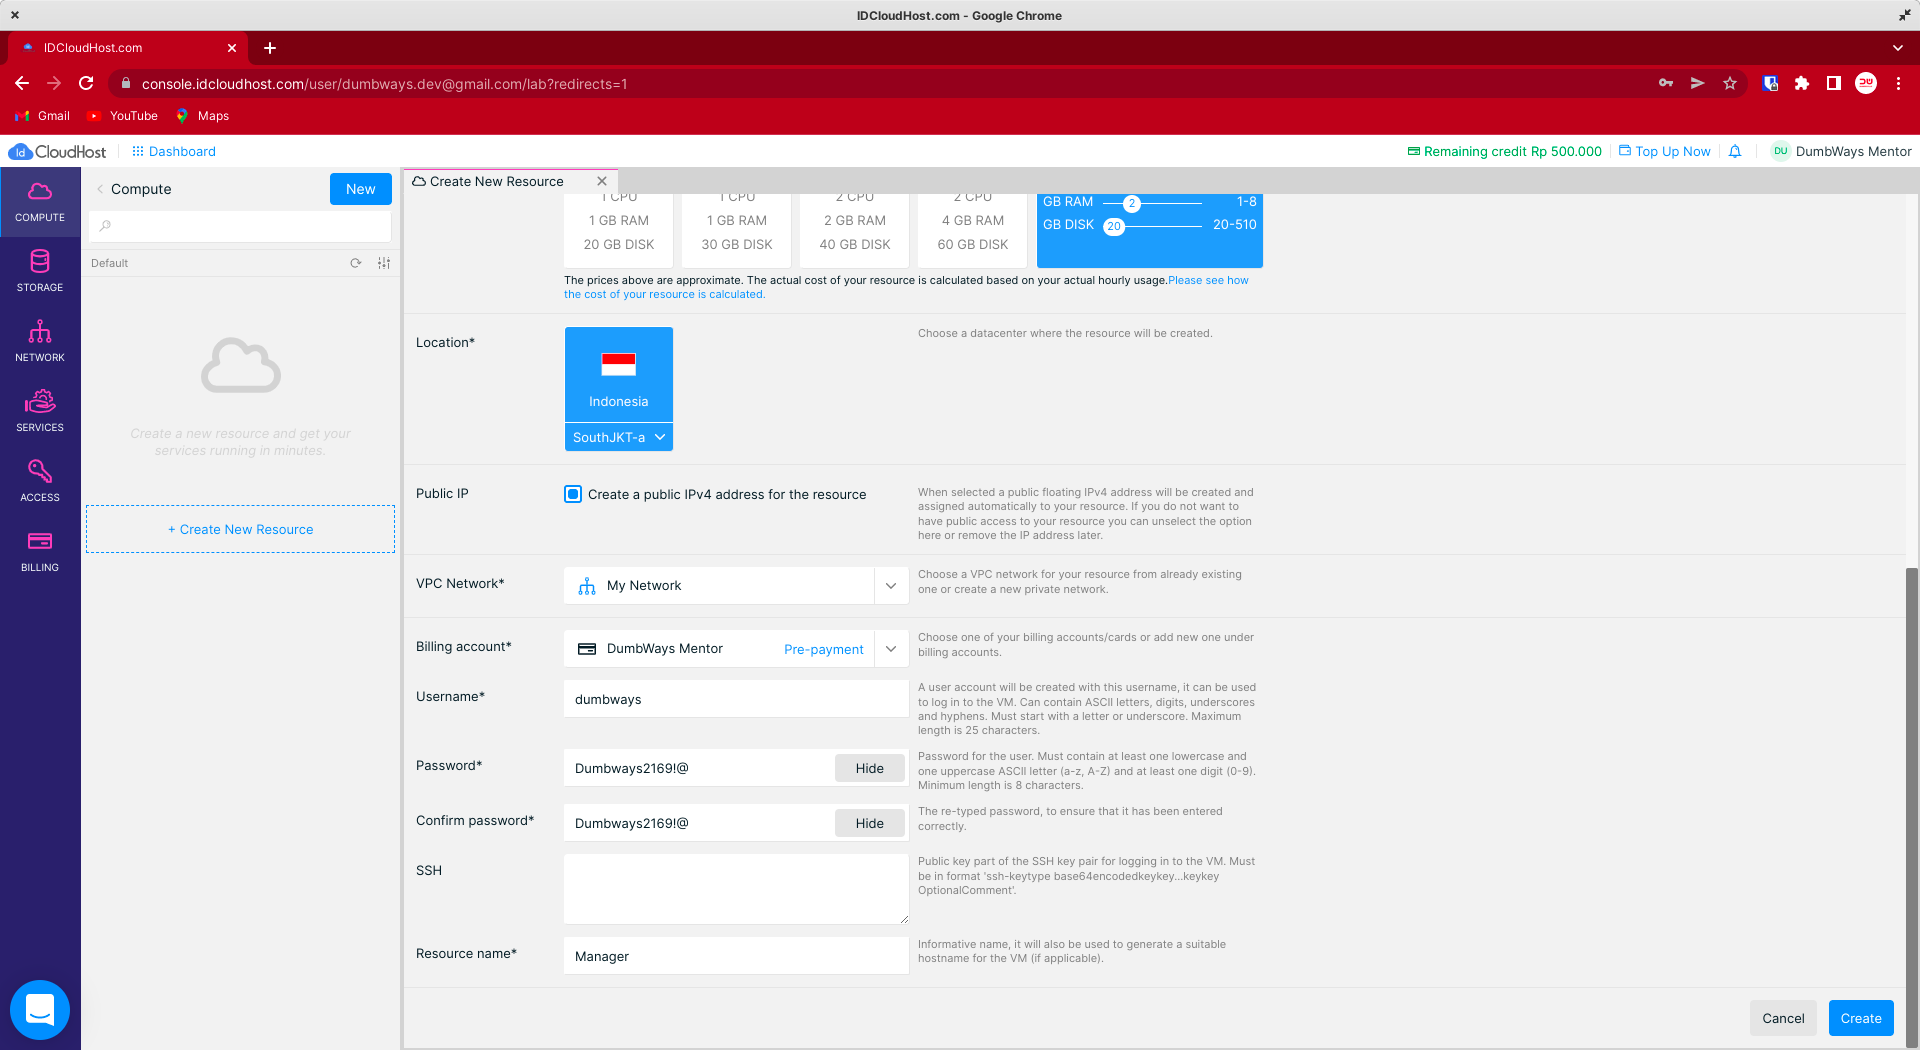 IDCloudHost.com - Google Chrome
IDCloudHost.com
console.idcloudhost.com/user/dumbways.dev@gmail.com/lab?redirects=1
Gmail YouTube Maps
Id CloudHost Dashboard Remaining credit Rp 500.000 Top Up Now DU DumbWays Mentor
COMPUTE
STORAGE
NETWORK
SERVICES
ACCESS
BILLING
Compute New
Default
Create a new resource and get your
services running in minutes.
+ Create New Resource
Create New Resource
1 CPU 1 CPU 2 CPU 2 CPU GB RAM 2 1-8
1 GB RAM 1 GB RAM 2 GB RAM 4 GB RAM GB DISK 20 20-510
20 GB DISK 30 GB DISK 40 GB DISK 60 GB DISK
The prices above are approximate. The actual cost of your resource is calculated based on your actual hourly usage.Please see how
the cost of your resource is calculated.
Location*
Indonesia
SouthJKT-a
Choose a datacenter where the resource will be created.
Public IP
Create a public IPv4 address for the resource
When selected a public floating IPv4 address will be created and
assigned automatically to your resource. If you do not want to
have public access to your resource you can unselect the option
here or remove the IP address later.
VPC Network*
My Network
Choose a VPC network for your resource from already existing
one or create a new private network.
Billing account*
DumbWays Mentor Pre-payment
Choose one of your billing accounts/cards or add new one under
billing accounts.
Username*
dumbways
A user account will be created with this username, it can be used
to log in to the VM. Can contain ASCII letters, digits, underscores
and hyphens. Must start with a letter or underscore. Maximum
length is 25 characters.
Password*
Dumbways2169!@ Hide
Password for the user. Must contain at least one lowercase and
one uppercase ASCII letter (a-z, A-Z) and at least one digit (0-9).
Minimum length is 8 characters.
Confirm password*
Dumbways2169!@ Hide
The re-typed password, to ensure that it has been entered
correctly.
SSH
Public key part of the SSH key pair for logging in to the VM. Must
be in format 'ssh-keytype base64encodedkeykey...keykey
OptionalComment'.
Resource name*
Manager
Informative name, it will also be used to generate a suitable
hostname for the VM (if applicable).
Cancel Create